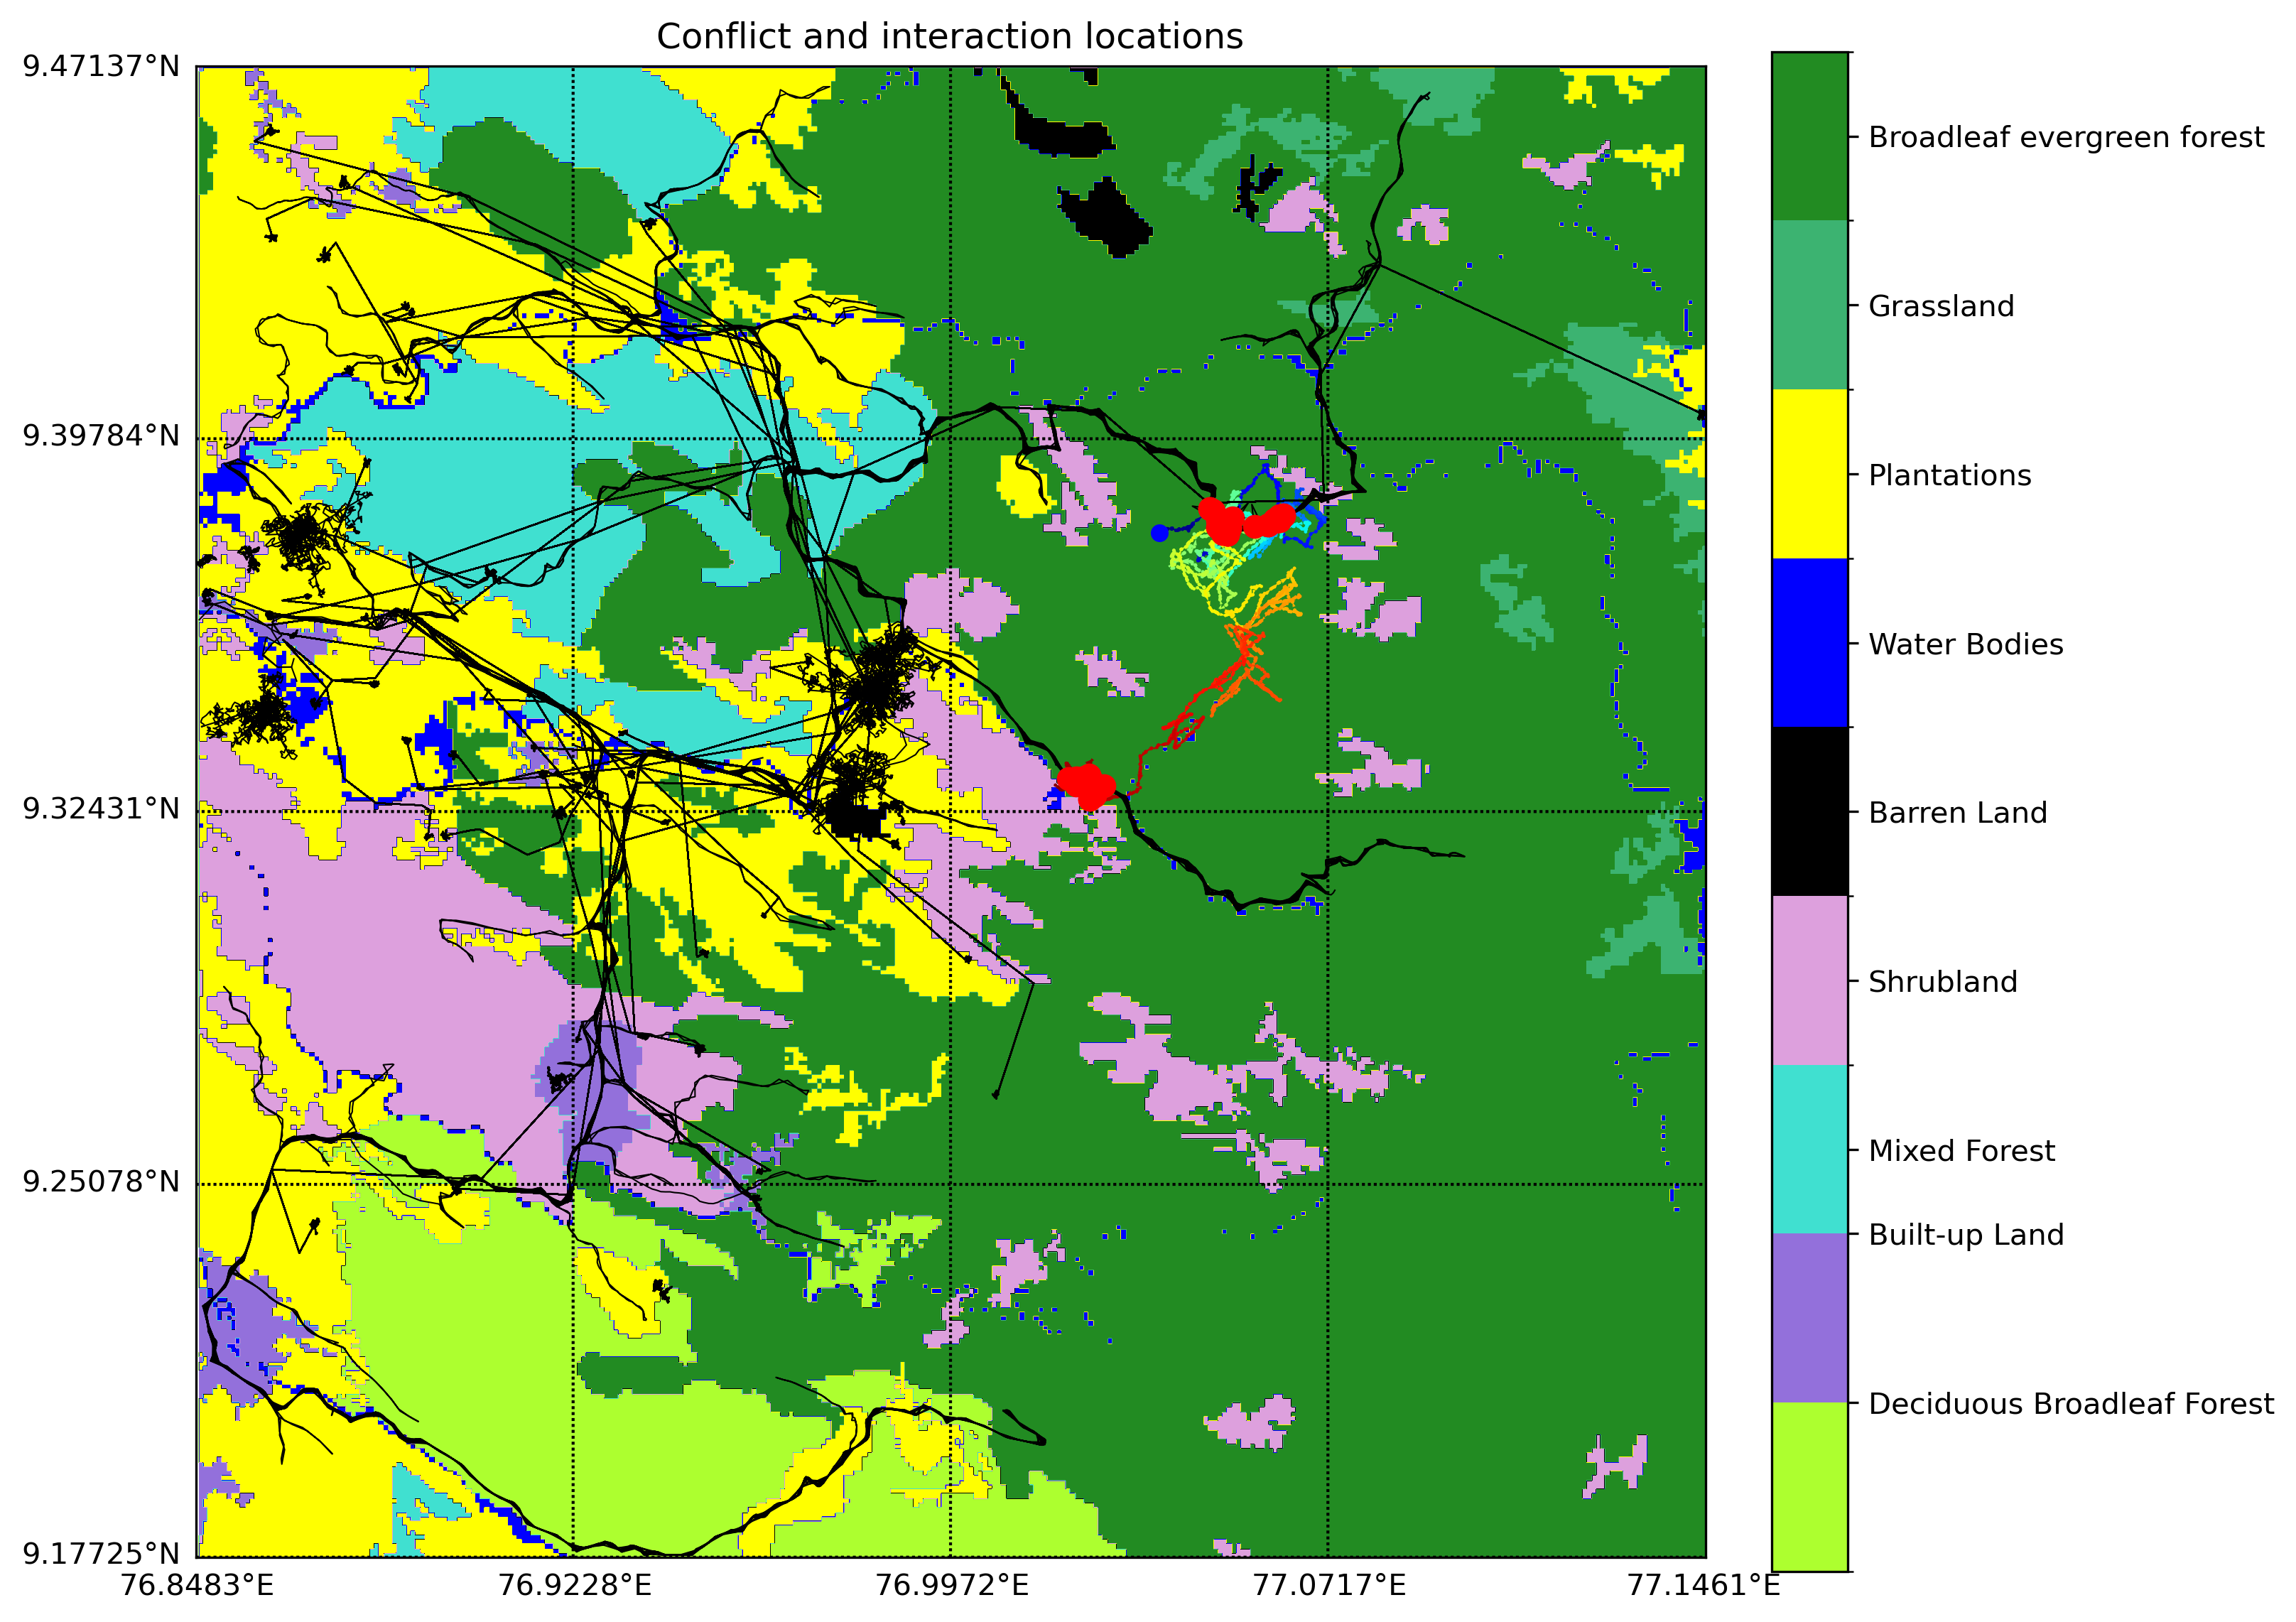 Conflict and interaction locations
9.47137°N
9.39784°N
9.32431°N
9.25078°N
9.17725°N
76.8483°E
76.9228°E
76.9972°E
77.0717°E
77.1461°E
Broadleaf evergreen forest
Grassland
Plantations
Water Bodies
Barren Land
Shrubland
Mixed Forest
Built-up Land
Deciduous Broadleaf Forest